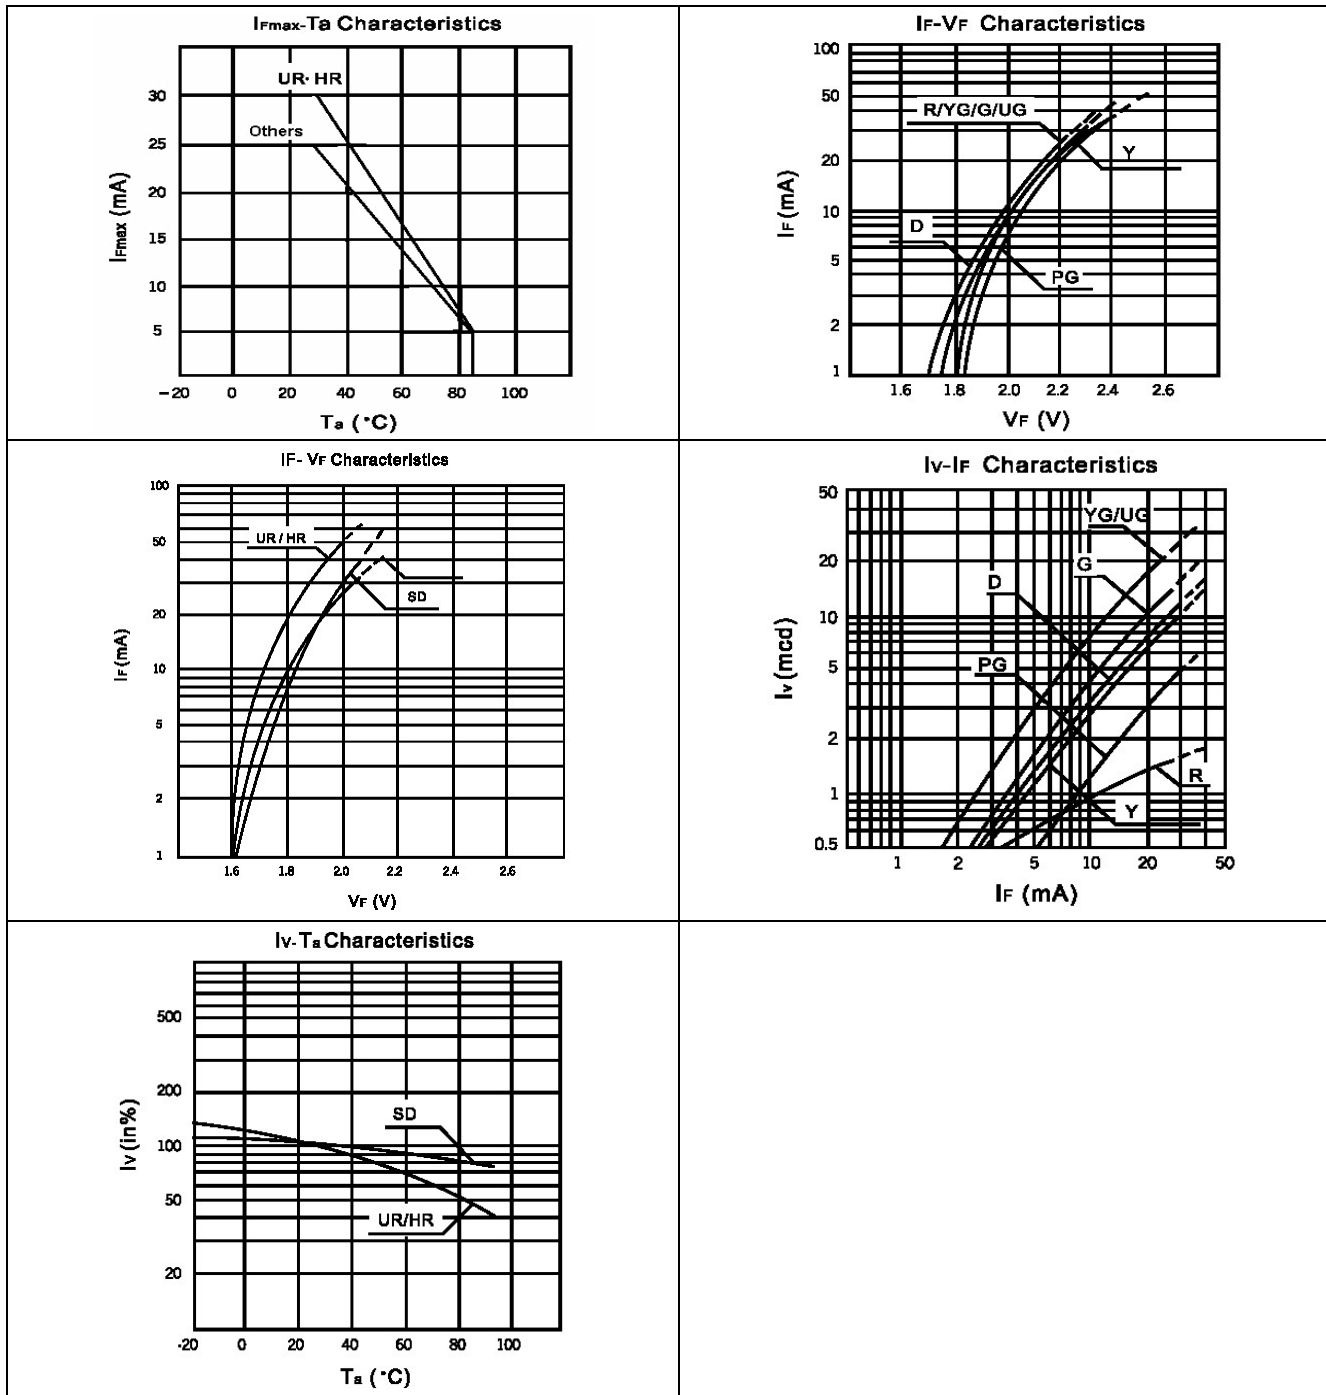 IFmax-Ta Characteristics
UR·HR
Others
30
25
20
15
10
5
IFmax (mA)
-20 0 20 40 60 80 100
Ta (°C)
IF-VF Characteristics
100
50
20
10
5
2
1
IF (mA)
R/YG/G/UG
Y
D
PG
1.6 1.8 2.0 2.2 2.4 2.6
VF (V)
IF- VF Characteristics
100
50
20
10
5
2
1
IF (mA)
UR / HR
SD
1.6 1.8 2.0 2.2 2.4 2.6
VF (V)
Iv-IF Characteristics
50
20
10
5
2
1
0.5
Iv (mcd)
YG/UG
G
D
PG
R
Y
1 2 5 10 20 50
IF (mA)
Iv-Ta Characteristics
500
200
100
50
20
Iv (in%)
SD
UR/HR
-20 0 20 40 60 80 100
Ta (°C)